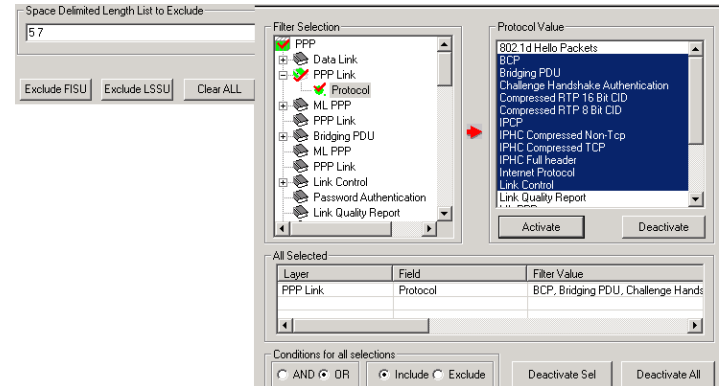 Space Delimited Length List to Exclude
5 7
Exclude FISU
Exclude LSSU
Clear ALL
Filter Selection
PPP
Data Link
PPP Link
Protocol
ML PPP
PPP Link
Bridging PDU
ML PPP
PPP Link
Link Control
Password Authentication
Link Quality Report
Protocol Value
802.1d Hello Packets
BCP
Bridging PDU
Challenge Handshake Authentication
Compressed RTP 16 Bit CID
Compressed RTP 8 Bit CID
IPCP
IPHC Compressed Non-Tcp
IPHC Compressed TCP
IPHC Full header
Internet Protocol
Link Control
Link Quality Report
ML PPP
Activate
Deactivate
All Selected
Layer Field Filter Value
PPP Link Protocol BCP, Bridging PDU, Challenge Hands
Conditions for all selections
AND OR Include Exclude
Deactivate Sel
Deactivate All